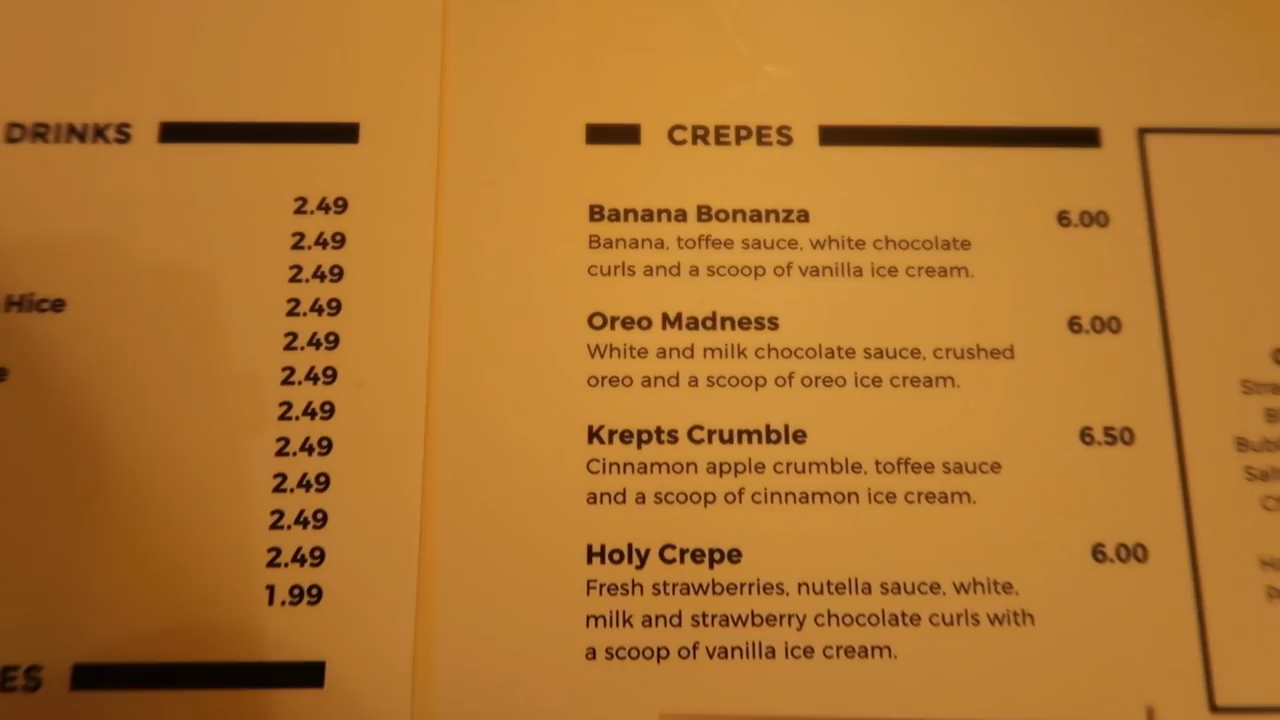 DRINKS
2.49
2.49
2.49
Hice 2.49
2.49
2.49
2.49
2.49
2.49
2.49
2.49
1.99
CREPES
Banana Bonanza 6.00
Banana, toffee sauce, white chocolate
curls and a scoop of vanilla ice cream.
Oreo Madness 6.00
White and milk chocolate sauce, crushed
oreo and a scoop of oreo ice cream.
Krepts Crumble 6.50
Cinnamon apple crumble, toffee sauce
and a scoop of cinnamon ice cream.
Holy Crepe 6.00
Fresh strawberries, nutella sauce, white,
milk and strawberry chocolate curls with
a scoop of vanilla ice cream.